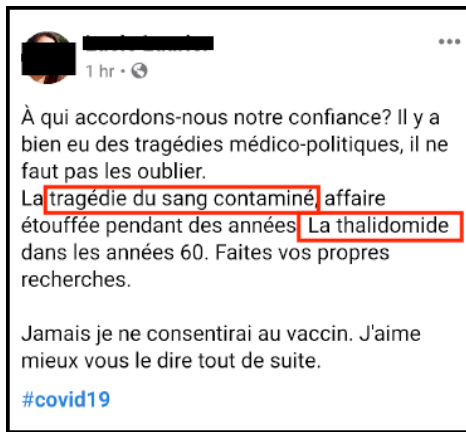 1 hr
À qui accordons-nous notre confiance? Il y a
bien eu des tragédies médico-politiques, il ne
faut pas les oublier.
La tragédie du sang contaminé, affaire
étouffée pendant des années. La thalidomide
dans les années 60. Faites vos propres
recherches.
Jamais je ne consentirai au vaccin. J'aime
mieux vous le dire tout de suite.
#covid19